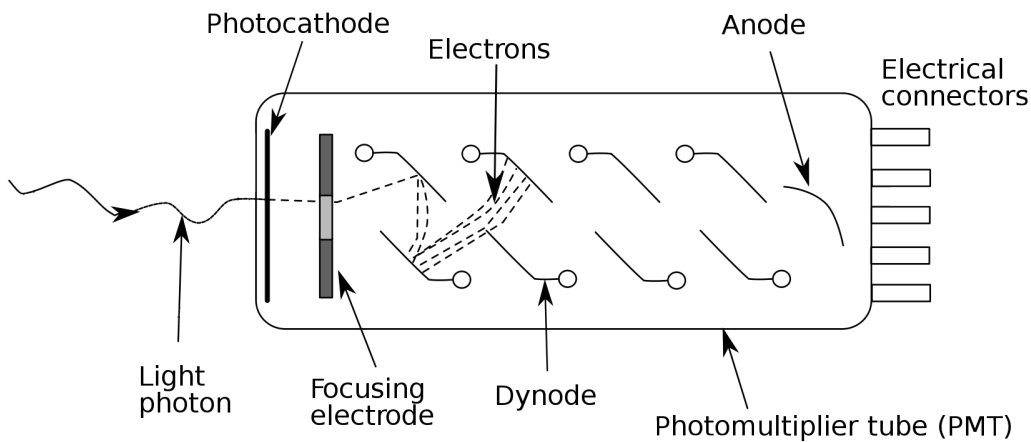 Photocathode
Electrons
Anode
Electrical
connectors
Light
photon
Focusing
electrode
Dynode
Photomultiplier tube (PMT)